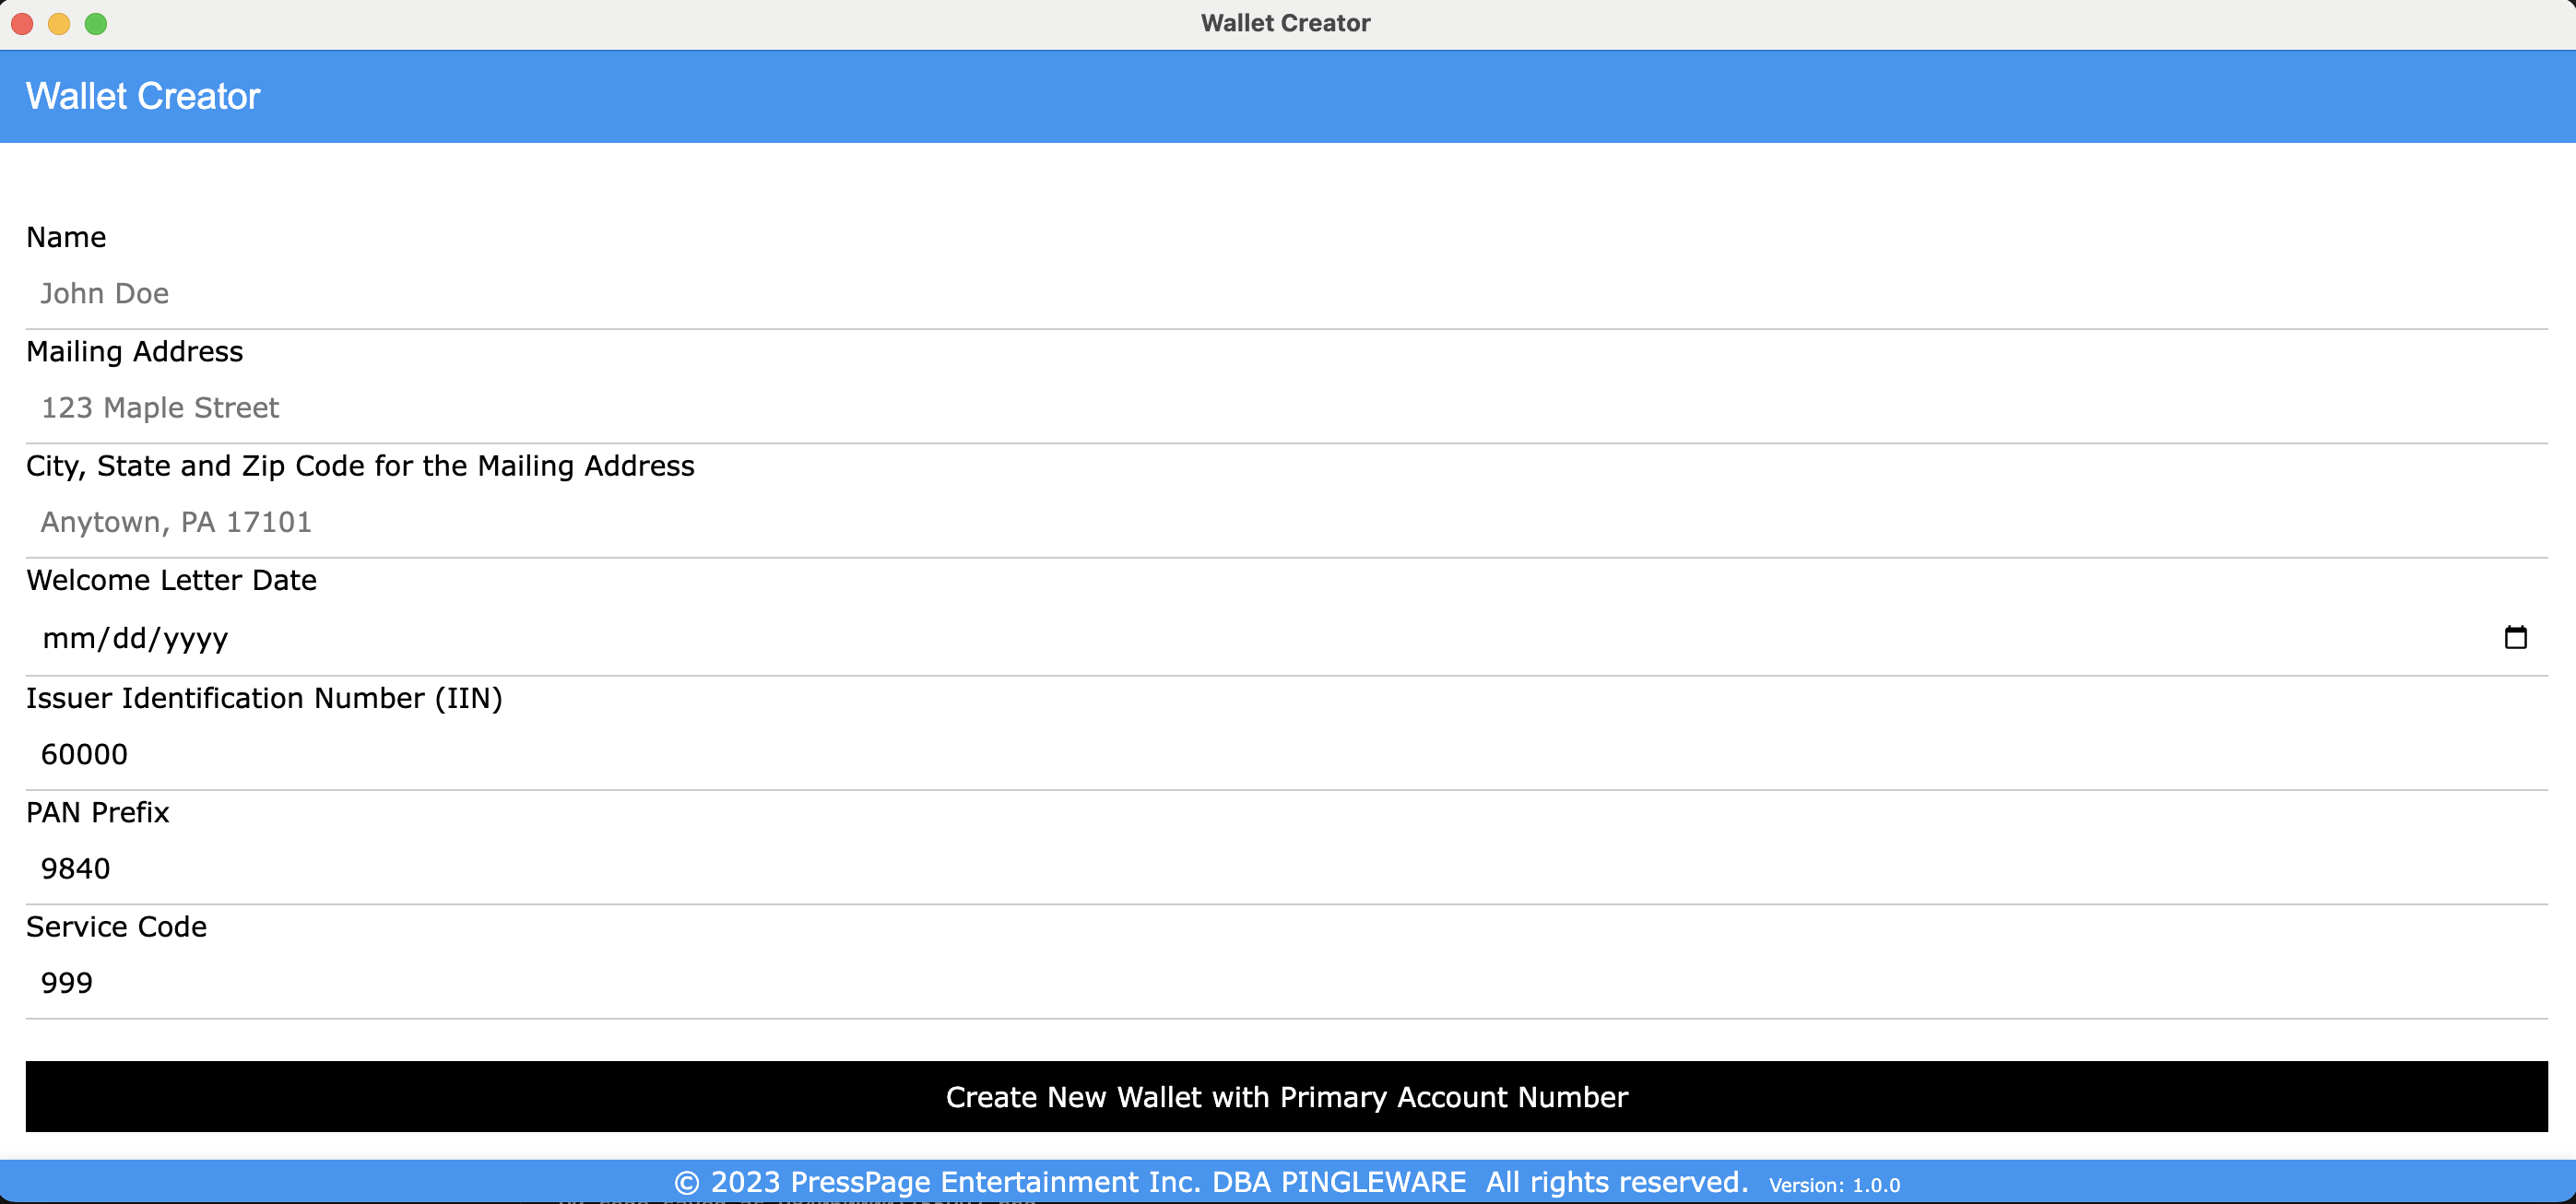 Wallet Creator
Wallet Creator
Name
John Doe
Mailing Address
123 Maple Street
City, State and Zip Code for the Mailing Address
Anytown, PA 17101
Welcome Letter Date
mm/dd/yyyy
Issuer Identification Number (IIN)
60000
PAN Prefix
9840
Service Code
999
Create New Wallet with Primary Account Number
© 2023 PressPage Entertainment Inc. DBA PINGLEWARE All rights reserved. Version: 1.0.0